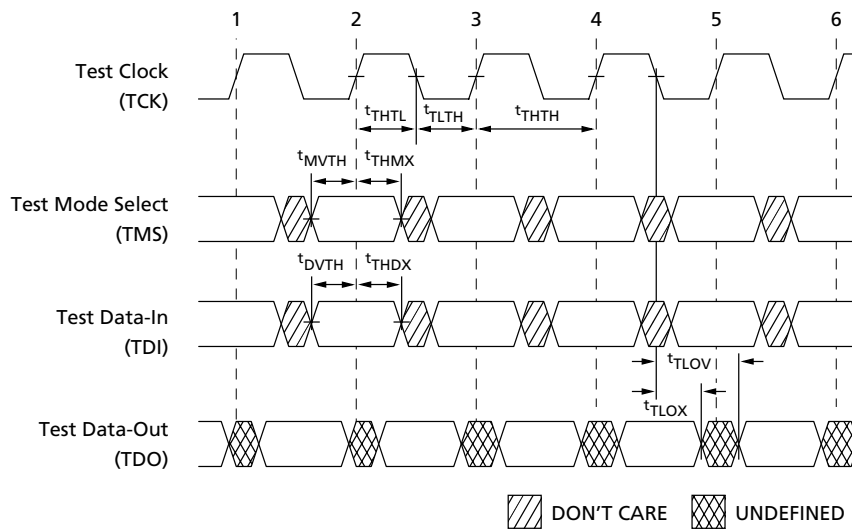 1 2 3 4 5 6
Test Clock
(TCK)
tTHTL tTLTH tTHTH
tMVTH tTHMX
Test Mode Select
(TMS)
tDVTH tTHDX
Test Data-In
(TDI)
tTLOV
tTLOX
Test Data-Out
(TDO)
DON'T CARE UNDEFINED